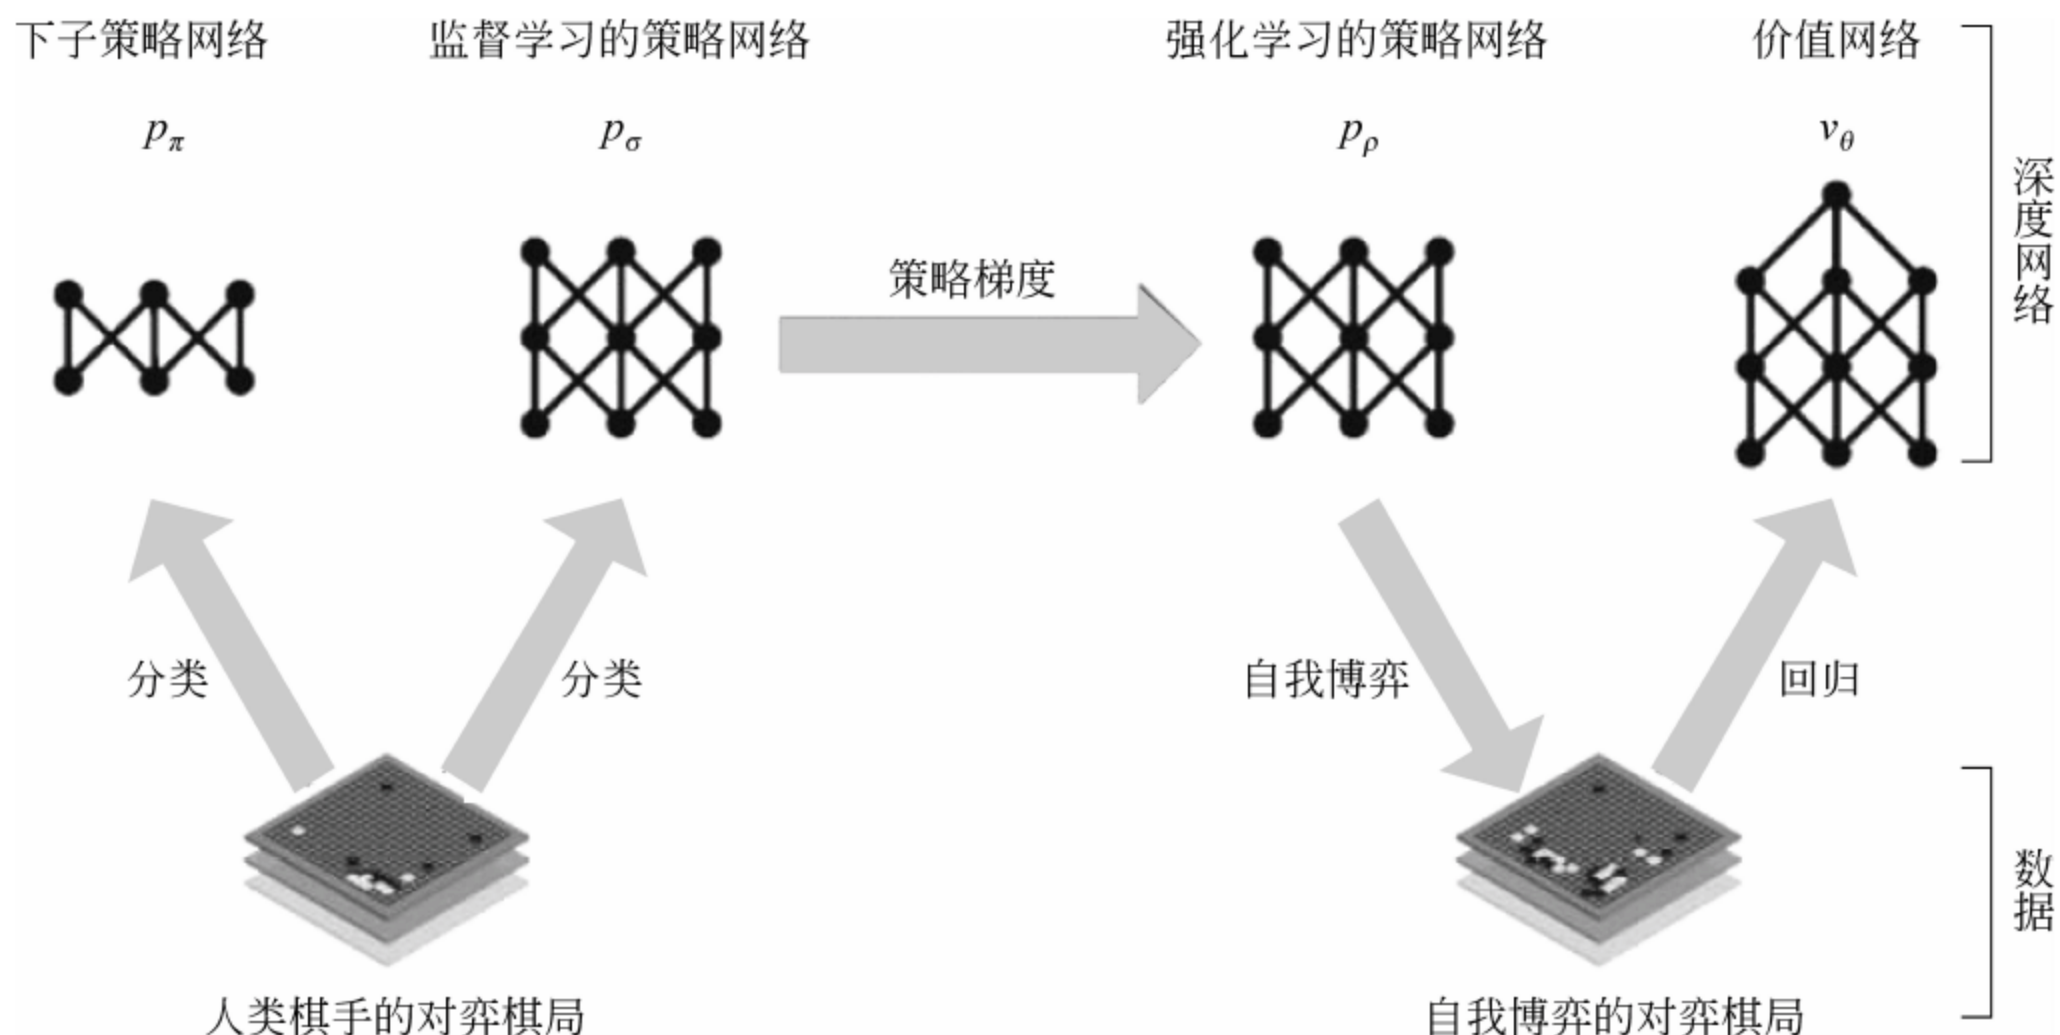 下子策略网络 监督学习的策略网络 强化学习的策略网络 价值网络
pπ pσ pρ vθ
策略梯度
深度网络
分类 分类 自我博弈 回归
数据
人类棋手的对弈棋局 自我博弈的对弈棋局